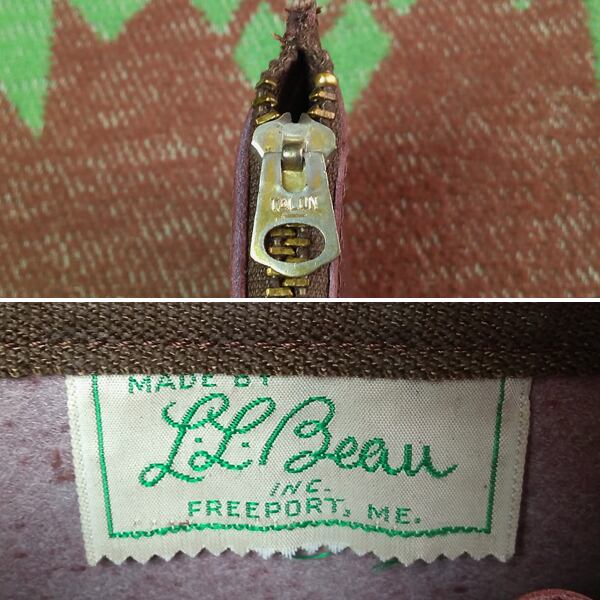 TALON
MADE BY
L.L. Bean
INC.
FREEPORT, ME.